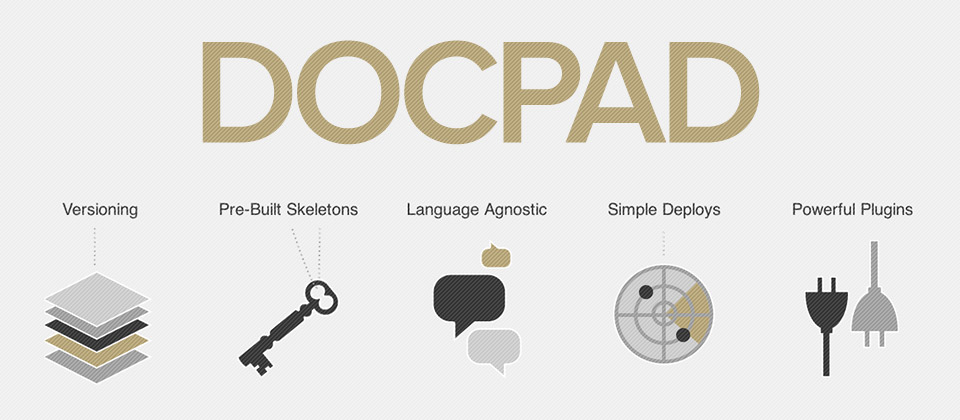 DOCPAD
Versioning
Pre-Built Skeletons
Language Agnostic
Simple Deploys
Powerful Plugins